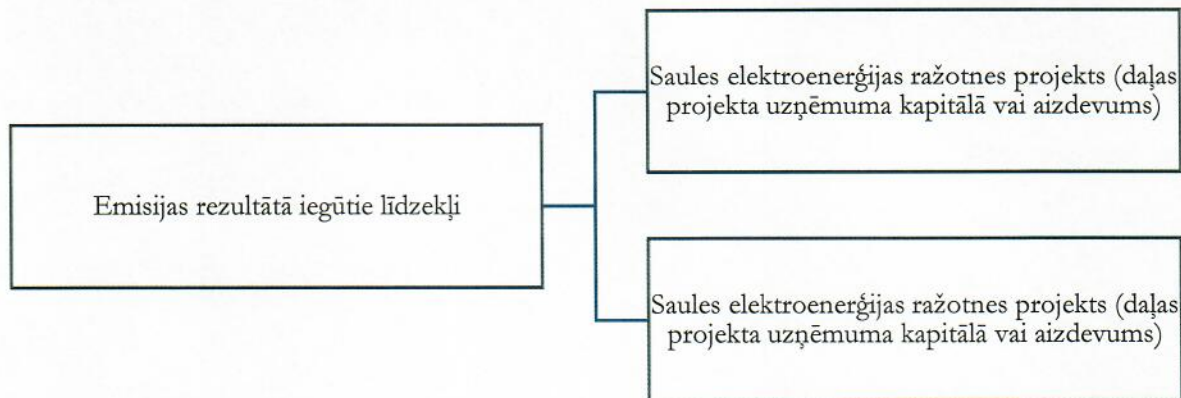 Emisijas rezultātā iegūtie līdzekļi
Saules elektroenerģijas ražotnes projekts (daļas
projekta uzņēmuma kapitālā vai aizdevums)
Saules elektroenerģijas ražotnes projekts (daļas
projekta uzņēmuma kapitālā vai aizdevums)